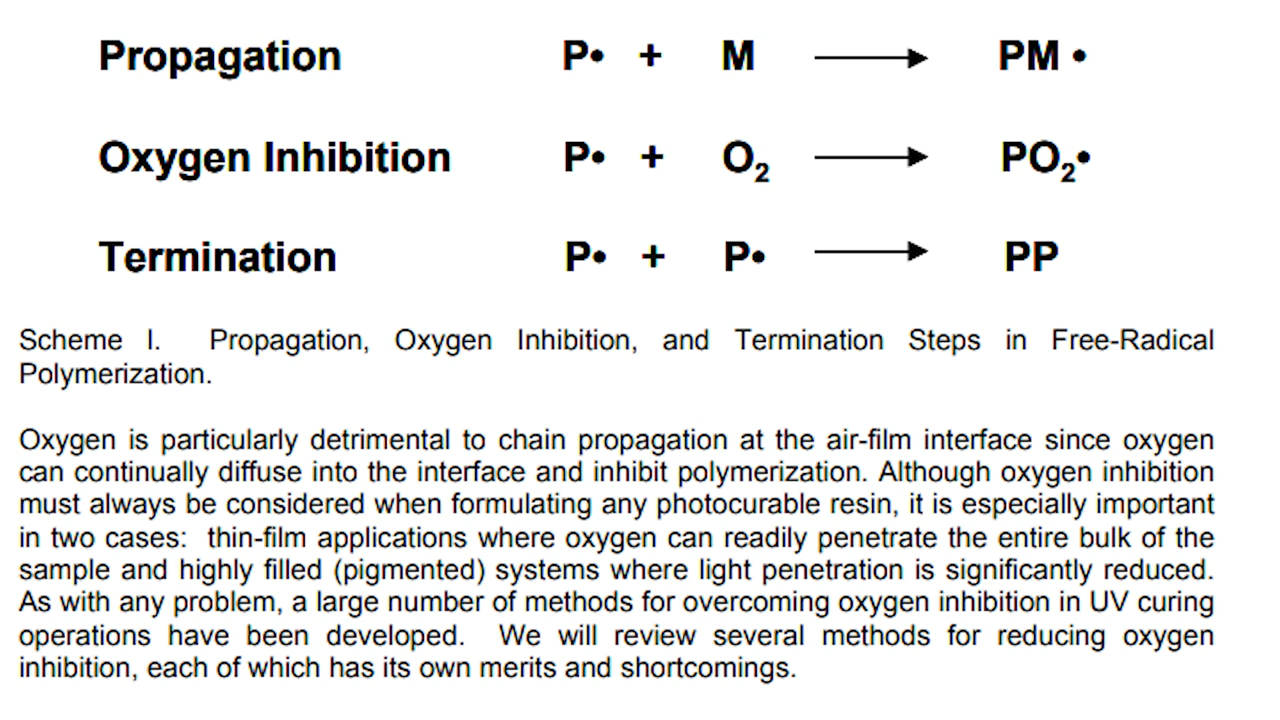 Propagation P• + M ⟶ PM •
Oxygen Inhibition P• + O₂ ⟶ PO₂•
Termination P• + P• ⟶ PP
Scheme I. Propagation, Oxygen Inhibition, and Termination Steps in Free-Radical
Polymerization.
Oxygen is particularly detrimental to chain propagation at the air-film interface since oxygen
can continually diffuse into the interface and inhibit polymerization. Although oxygen inhibition
must always be considered when formulating any photocurable resin, it is especially important
in two cases: thin-film applications where oxygen can readily penetrate the entire bulk of the
sample and highly filled (pigmented) systems where light penetration is significantly reduced.
As with any problem, a large number of methods for overcoming oxygen inhibition in UV curing
operations have been developed. We will review several methods for reducing oxygen
inhibition, each of which has its own merits and shortcomings.